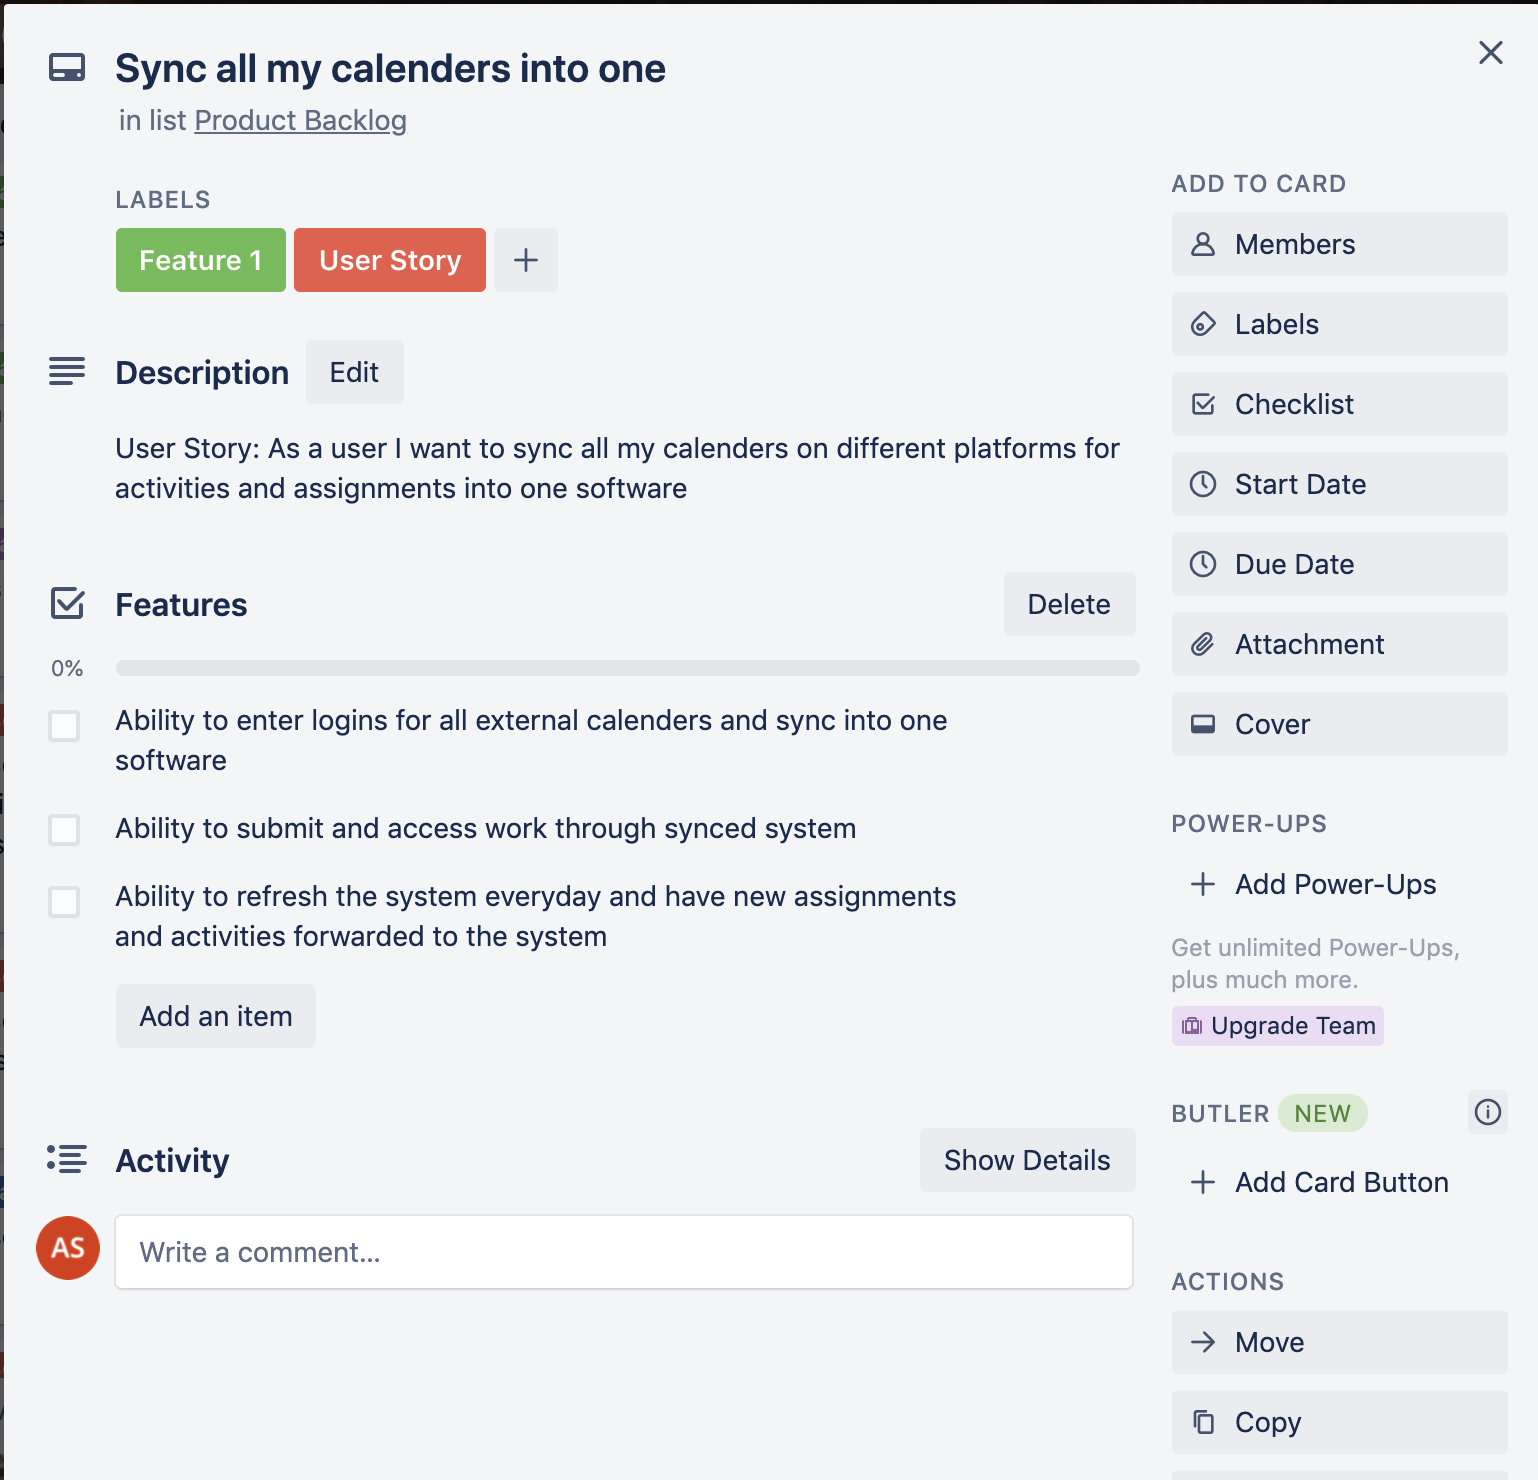 Sync all my calenders into one
in list Product Backlog
LABELS
Feature 1
User Story
Description
Edit
User Story: As a user I want to sync all my calenders on different platforms for
activities and assignments into one software
Features
Delete
0%
Ability to enter logins for all external calenders and sync into one
software
Ability to submit and access work through synced system
Ability to refresh the system everyday and have new assignments
and activities forwarded to the system
Add an item
Activity
Show Details
AS
Write a comment...
ADD TO CARD
Members
Labels
Checklist
Start Date
Due Date
Attachment
Cover
POWER-UPS
Add Power-Ups
Get unlimited Power-Ups,
plus much more.
Upgrade Team
BUTLER NEW
Add Card Button
ACTIONS
Move
Copy